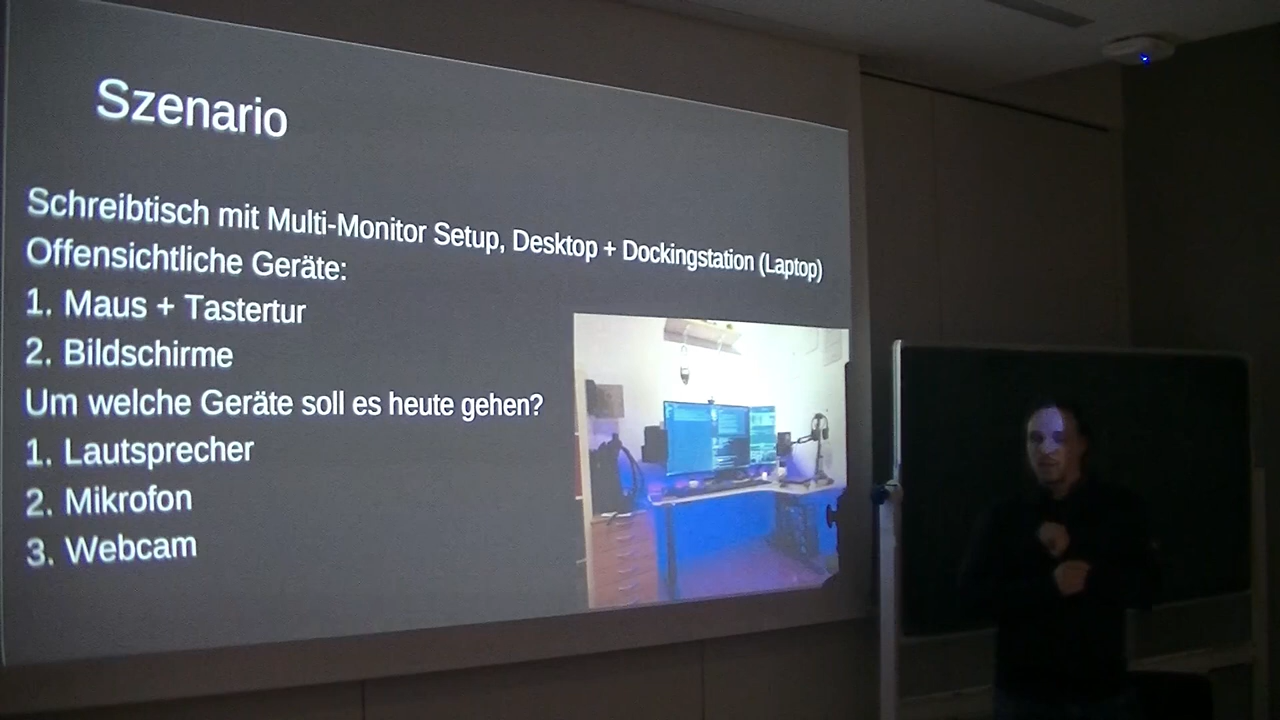 Szenario
Schreibtisch mit Multi-Monitor Setup, Desktop + Dockingstation (Laptop)
Offensichtliche Geräte:
1. Maus + Tastertur
2. Bildschirme
Um welche Geräte soll es heute gehen?
1. Lautsprecher
2. Mikrofon
3. Webcam